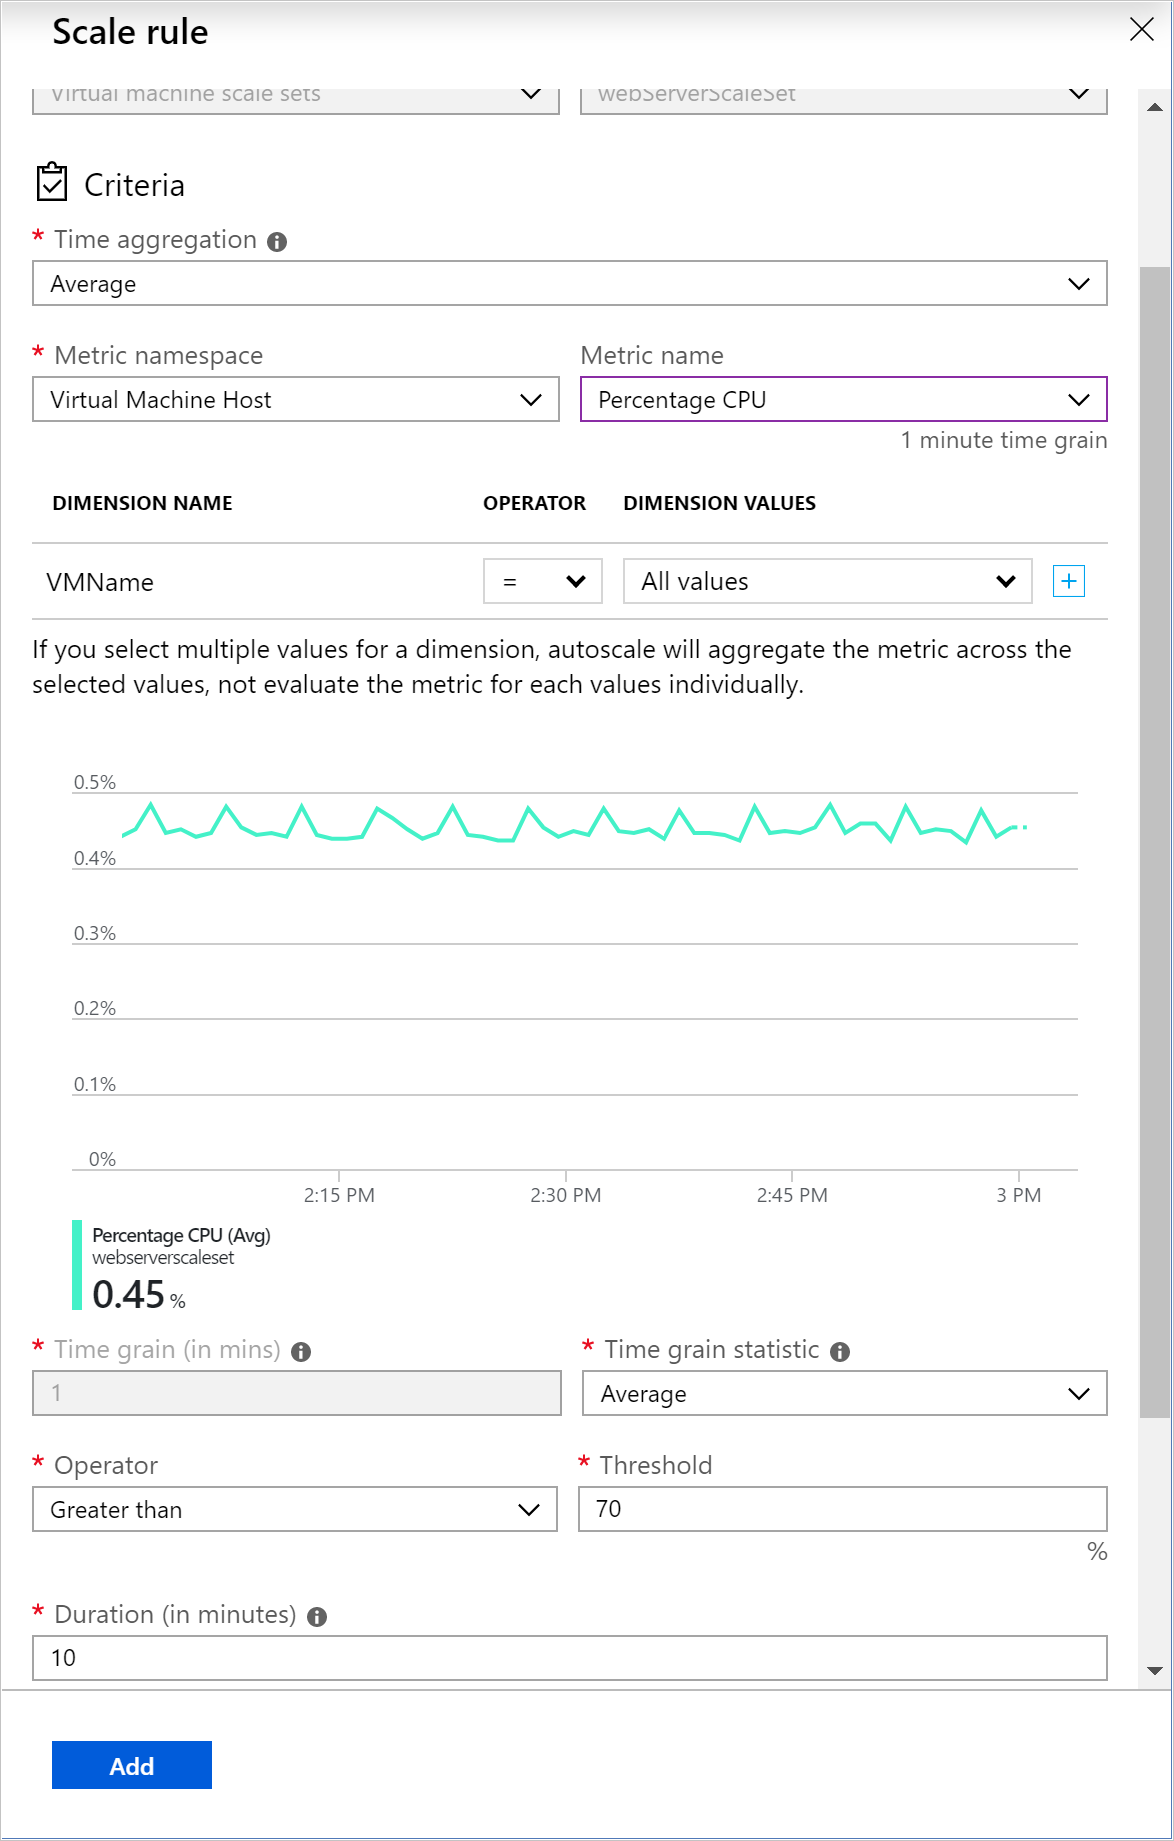 Scale rule
Virtual machine scale sets
webServerScaleSet
Criteria
* Time aggregation
Average
* Metric namespace
Metric name
Virtual Machine Host
Percentage CPU
1 minute time grain
DIMENSION NAME OPERATOR DIMENSION VALUES
VMName = All values
If you select multiple values for a dimension, autoscale will aggregate the metric across the
selected values, not evaluate the metric for each values individually.
0.5%
0.4%
0.3%
0.2%
0.1%
0%
2:15 PM 2:30 PM 2:45 PM 3 PM
Percentage CPU (Avg)
webserverscaleset
0.45 %
* Time grain (in mins)
* Time grain statistic
1
Average
* Operator
* Threshold
Greater than
70
%
* Duration (in minutes)
10
Add